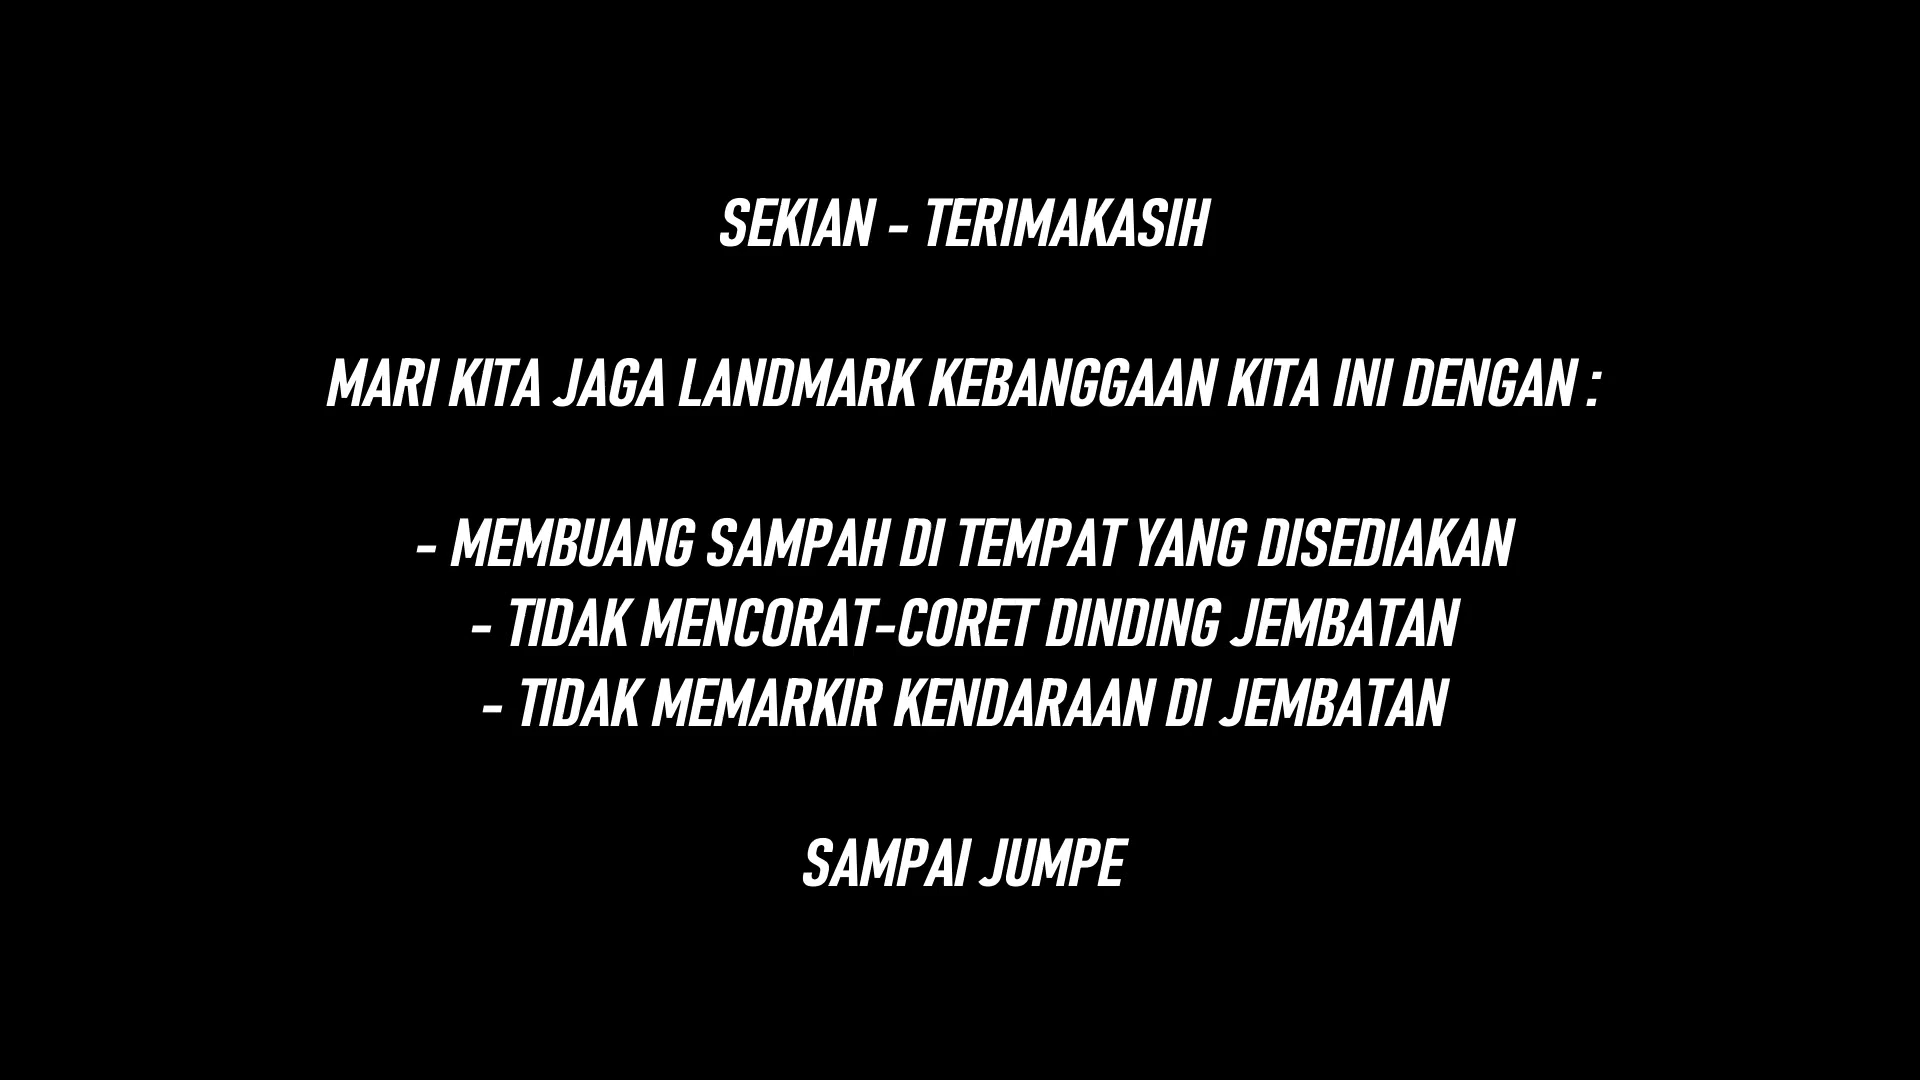 SEKIAN - TERIMAKASIH
MARI KITA JAGA LANDMARK KEBANGGAAN KITA INI DENGAN :
- MEMBUANG SAMPAH DI TEMPAT YANG DISEDIAKAN
- TIDAK MENCORAT-CORET DINDING JEMBATAN
- TIDAK MEMARKIR KENDARAAN DI JEMBATAN
SAMPAI JUMPE